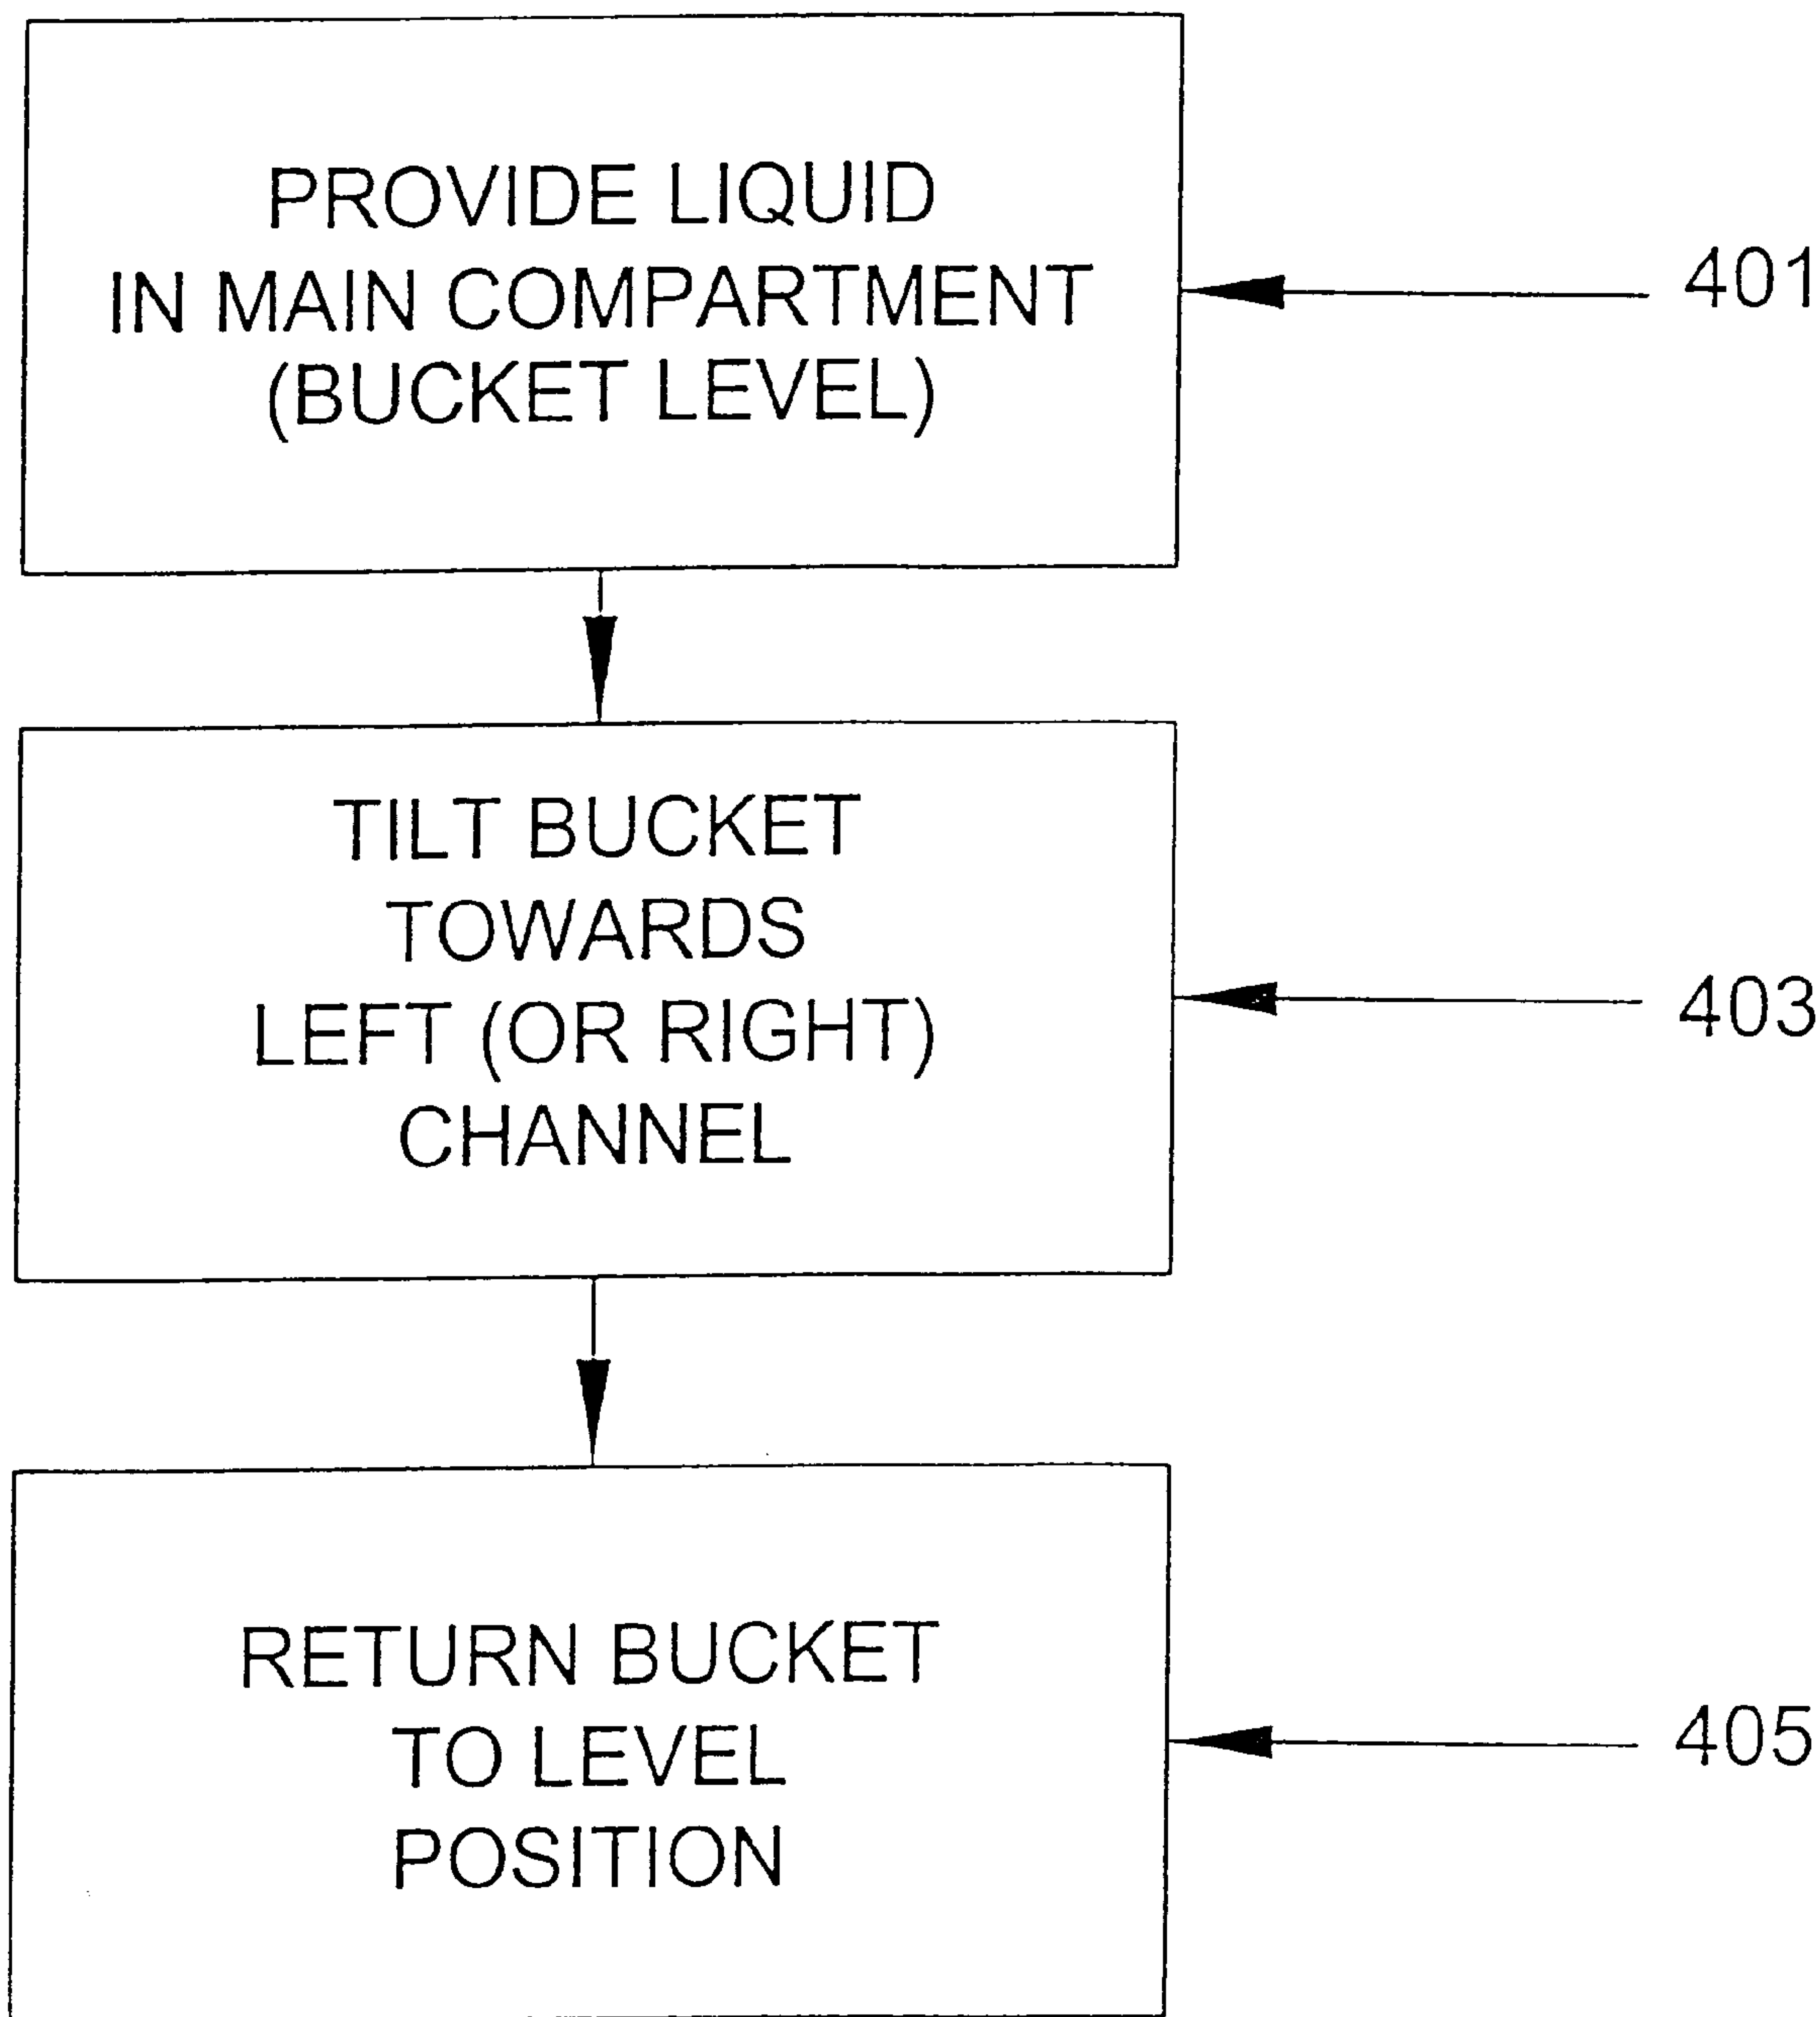 PROVIDE LIQUID
IN MAIN COMPARTMENT
(BUCKET LEVEL)
401
TILT BUCKET
TOWARDS
LEFT (OR RIGHT)
CHANNEL
403
RETURN BUCKET
TO LEVEL
POSITION
405